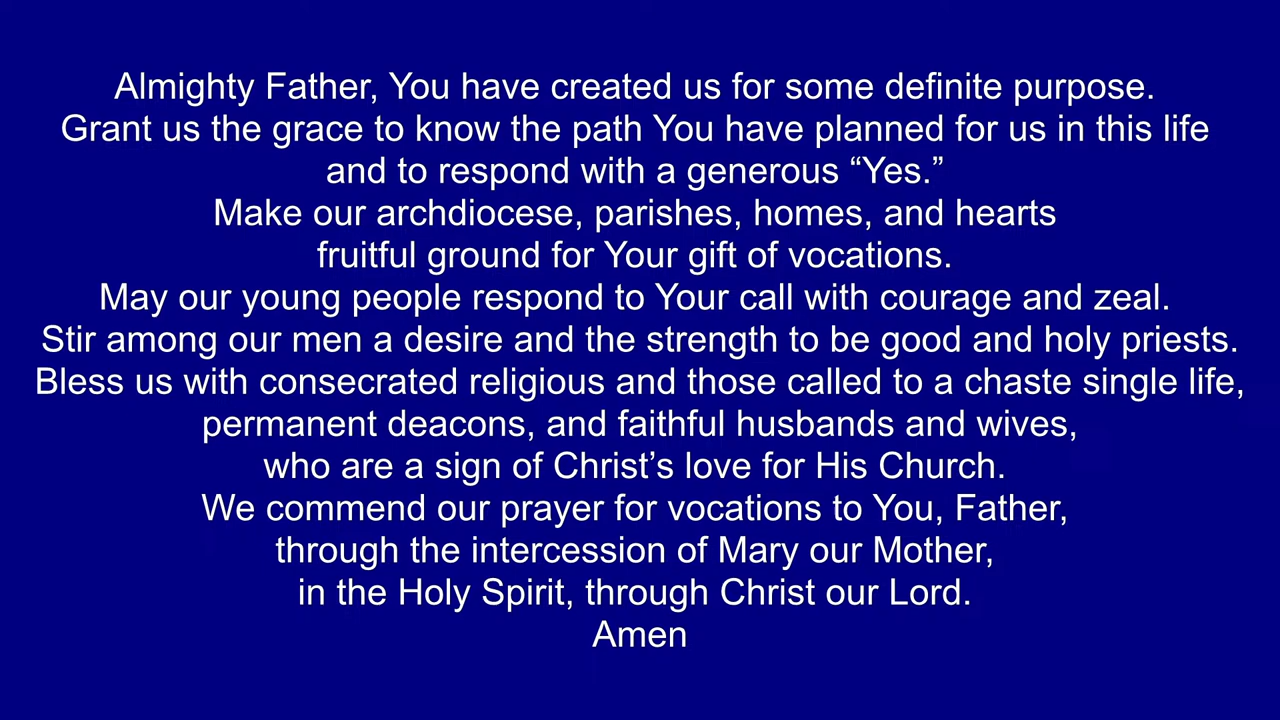 Almighty Father, You have created us for some definite purpose.
Grant us the grace to know the path You have planned for us in this life
and to respond with a generous “Yes.”
Make our archdiocese, parishes, homes, and hearts
fruitful ground for Your gift of vocations.
May our young people respond to Your call with courage and zeal.
Stir among our men a desire and the strength to be good and holy priests.
Bless us with consecrated religious and those called to a chaste single life,
permanent deacons, and faithful husbands and wives,
who are a sign of Christ’s love for His Church.
We commend our prayer for vocations to You, Father,
through the intercession of Mary our Mother,
in the Holy Spirit, through Christ our Lord.
Amen